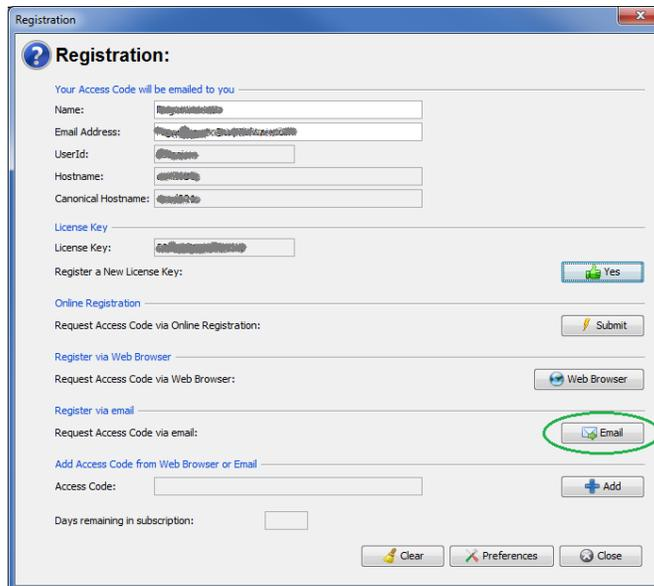 Registration
Registration:
Your Access Code will be emailed to you
Name:
Email Address:
UserId:
Hostname:
Canonical Hostname:
License Key
License Key:
Register a New License Key: Yes
Online Registration
Request Access Code via Online Registration: Submit
Register via Web Browser
Request Access Code via Web Browser: Web Browser
Register via email
Request Access Code via email: Email
Add Access Code from Web Browser or Email
Access Code: Add
Days remaining in subscription:
Clear Preferences Close